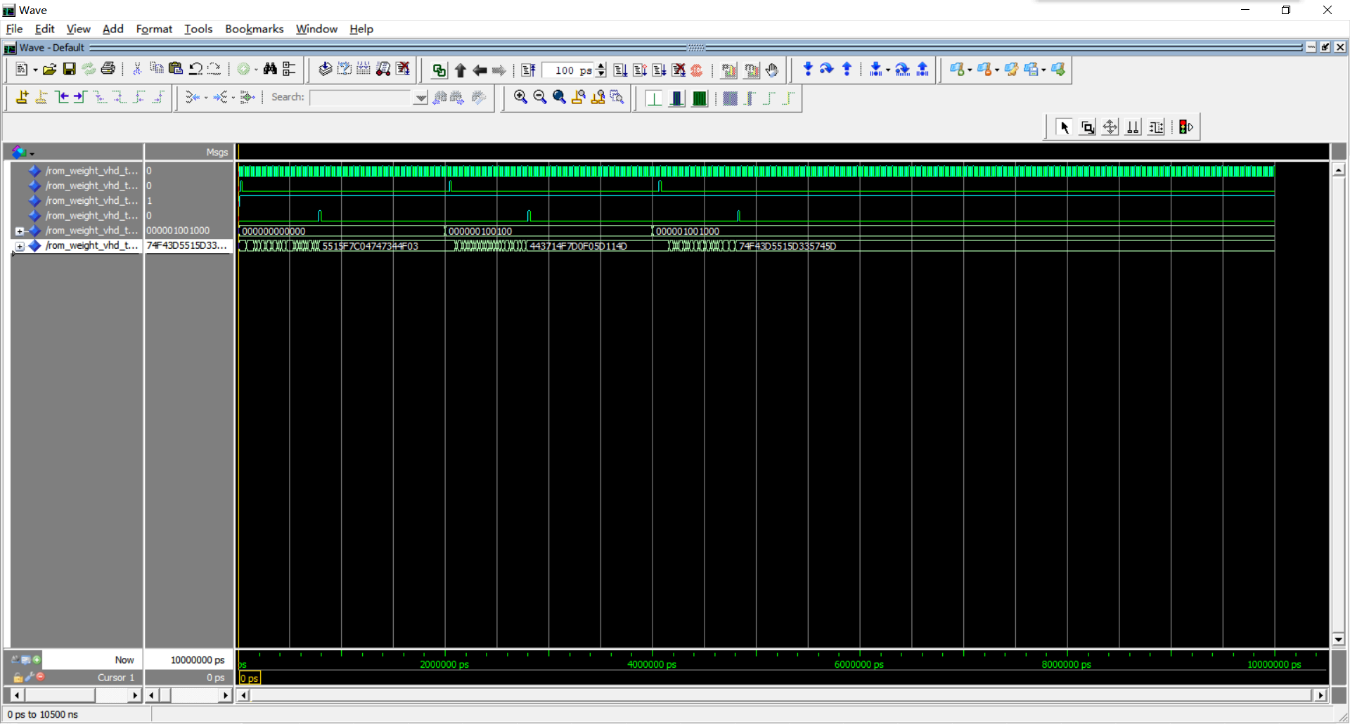 Wave
File Edit View Add Format Tools Bookmarks Window Help
Wave - Default
100 ps
Search:
Msgs
/rom_weight_vhd_t... 0
/rom_weight_vhd_t... 0
/rom_weight_vhd_t... 1
/rom_weight_vhd_t... 0
/rom_weight_vhd_t... 000001001000 000000000000 000000100100 000001001000
/rom_weight_vhd_t... 74F43D5515D33... 5515F7C04747344F03 443714F7D0F05D114D 74F43D5515D335745D
Now 10000000 ps ps 2000000 ps 4000000 ps 6000000 ps 8000000 ps 10000000 ps
Cursor 1 0 ps 0 ps
0 ps to 10500 ns